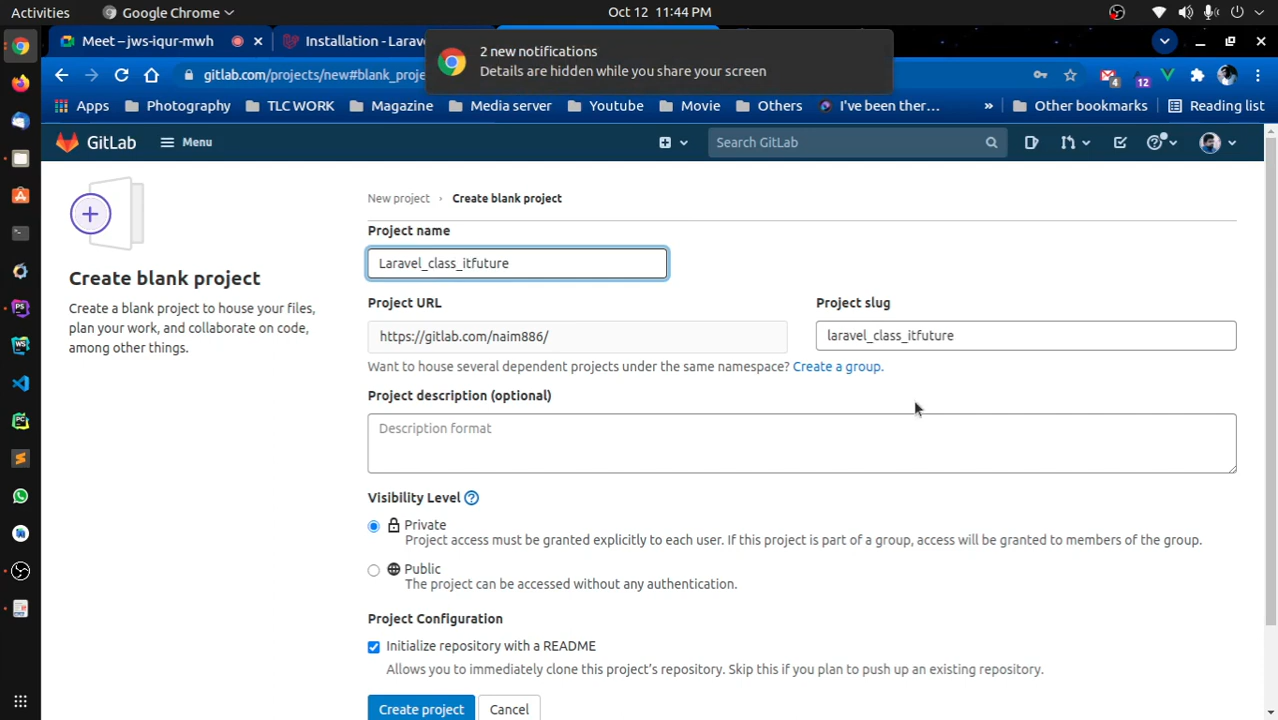 Activities
Google Chrome
Oct 12 11:44 PM
Meet – jws-iqur-mwh
Installation - Larav
2 new notifications
Details are hidden while you share your screen
gitlab.com/projects/new#blank_proje
4
12
Apps
Photography
TLC WORK
Magazine
Media server
Youtube
Movie
Others
I've been ther...
»
Other bookmarks
Reading list
GitLab
Menu
Search GitLab
New project › Create blank project
Project name
Laravel_class_itfuture
Create blank project
Create a blank project to house your files,
plan your work, and collaborate on code,
among other things.
Project URL
Project slug
https://gitlab.com/naim886/
laravel_class_itfuture
Want to house several dependent projects under the same namespace? Create a group.
Project description (optional)
Description format
Visibility Level
Private
Project access must be granted explicitly to each user. If this project is part of a group, access will be granted to members of the group.
Public
The project can be accessed without any authentication.
Project Configuration
Initialize repository with a README
Allows you to immediately clone this project's repository. Skip this if you plan to push up an existing repository.
Create project
Cancel